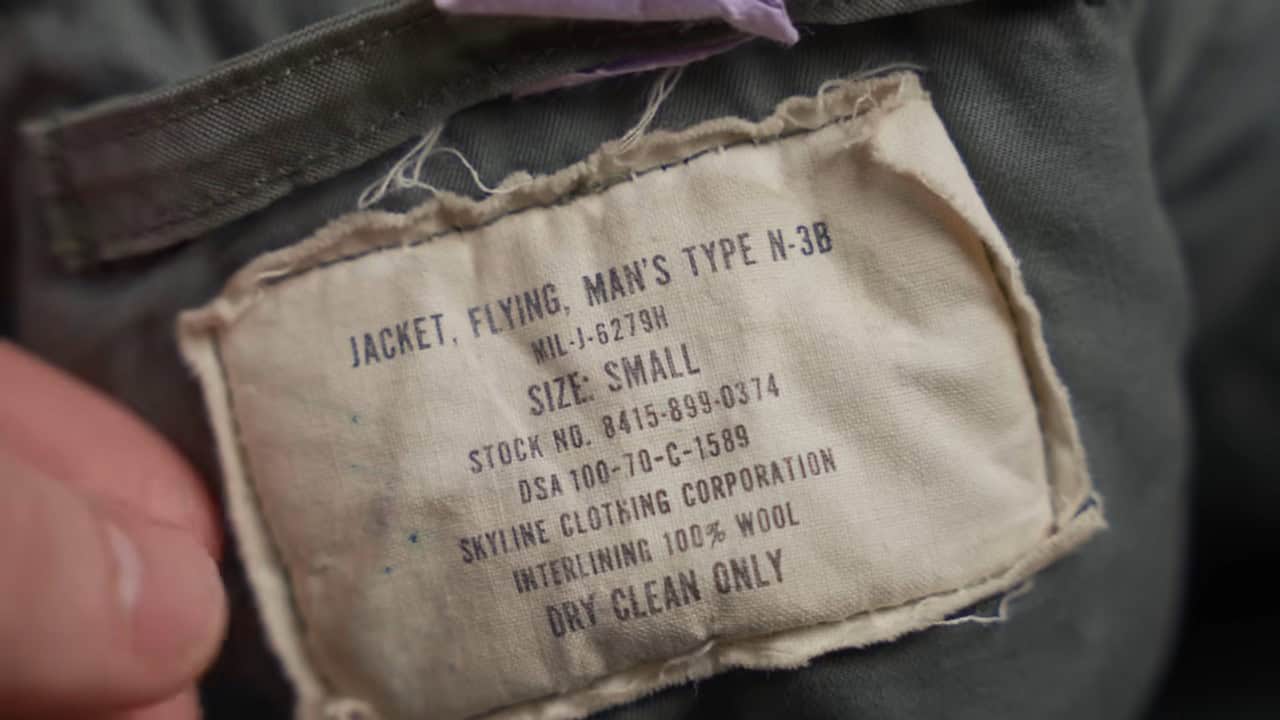 JACKET, FLYING, MAN'S TYPE N-3B
MIL-J-6279H
SIZE: SMALL
STOCK NO. 8415-899-0374
DSA 100-70-C-1589
SKYLINE CLOTHING CORPORATION
INTERLINING 100% WOOL
DRY CLEAN ONLY